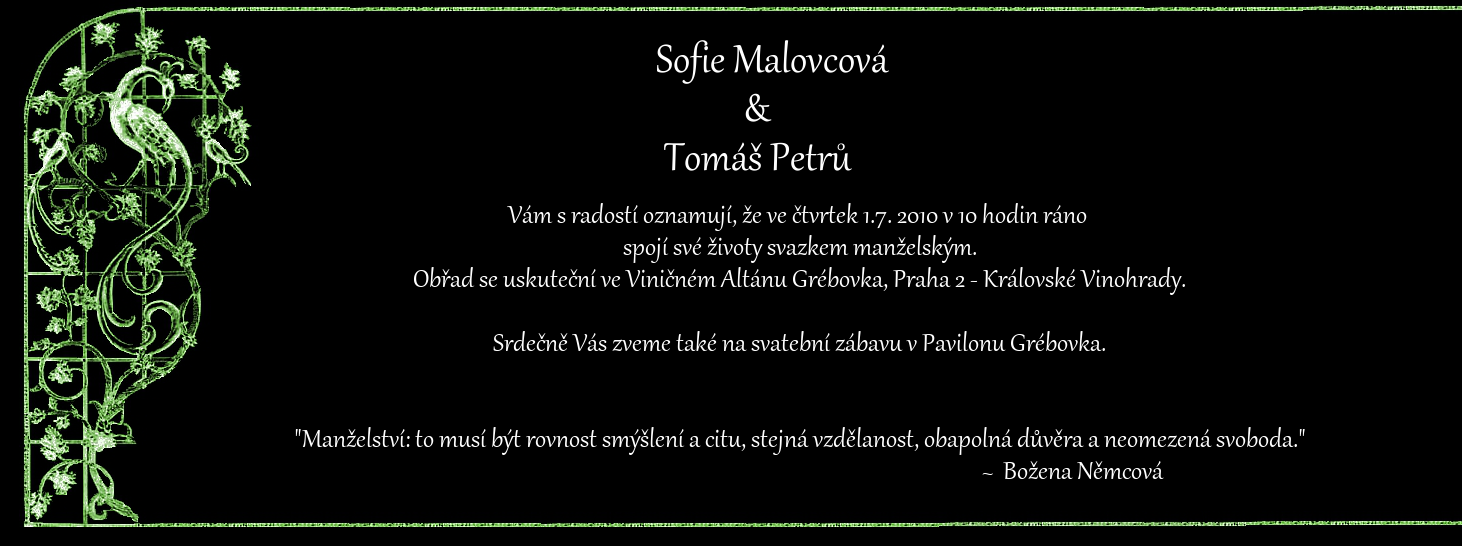 Sofie Malovcová
&
Tomáš Petrů
Vám s radostí oznamují, že ve čtvrtek 1.7. 2010 v 10 hodin ráno
spojí své životy svazkem manželským.
Obřad se uskuteční ve Viničném Altánu Grébovka, Praha 2 - Královské Vinohrady.
Srdečně Vás zveme také na svatební zábavu v Pavilonu Grébovka.
"Manželství: to musí být rovnost smýšlení a citu, stejná vzdělanost, obapolná důvěra a neomezená svoboda."
~ Božena Němcová